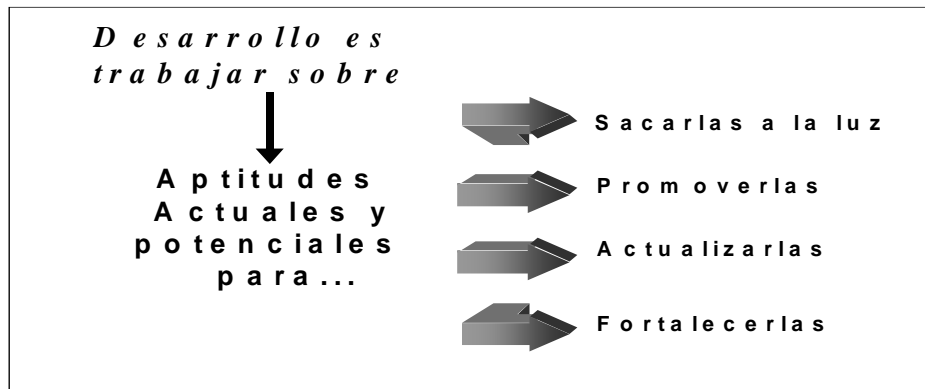 Desarrollo es
trabajar sobre
Aptitudes
Actuales y
potenciales
para...
Sacarlas a la luz
Promoverlas
Actualizarlas
Fortalecerlas